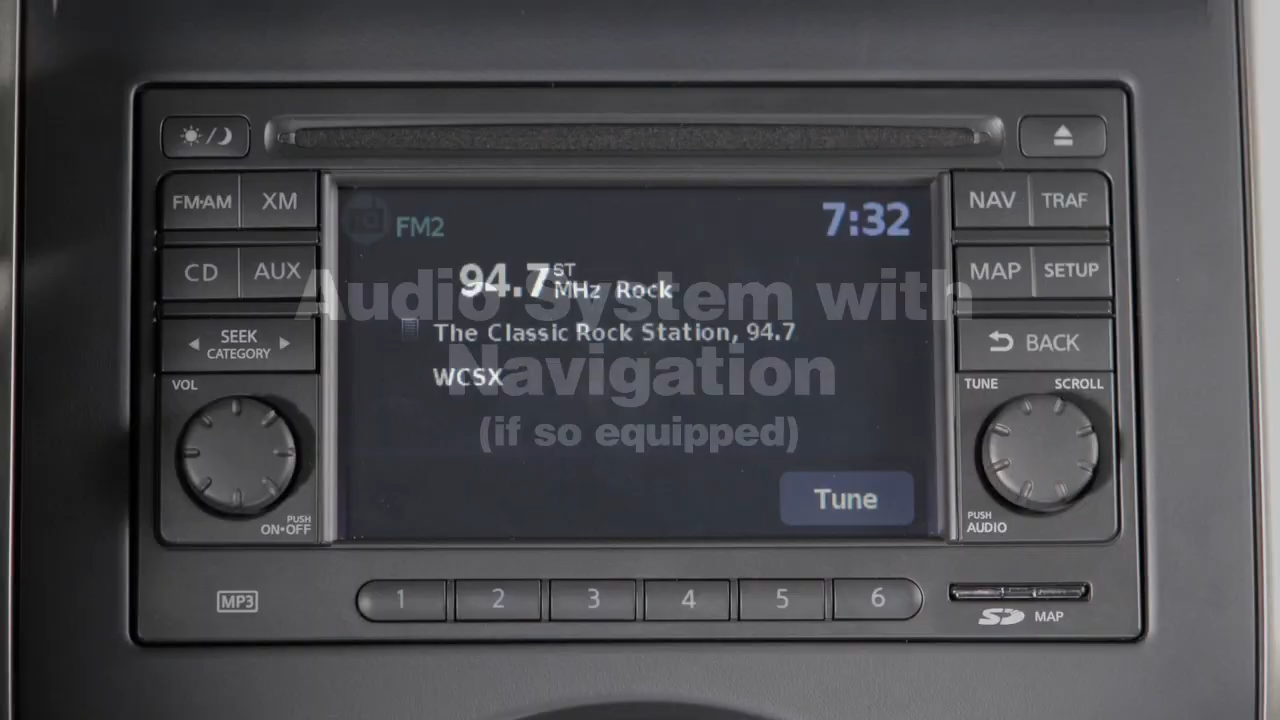 FM•AM
XM
NAV
TRAF
FM2
7:32
CD
AUX
MAP
SETUP
94.7 ST MHz Rock
Audio System with
Navigation
(if so equipped)
The Classic Rock Station, 94.7
WCSX
SEEK
CATEGORY
BACK
VOL
TUNE
SCROLL
Tune
PUSH
ON•OFF
PUSH
AUDIO
MP3
1 2 3 4 5 6
SD MAP